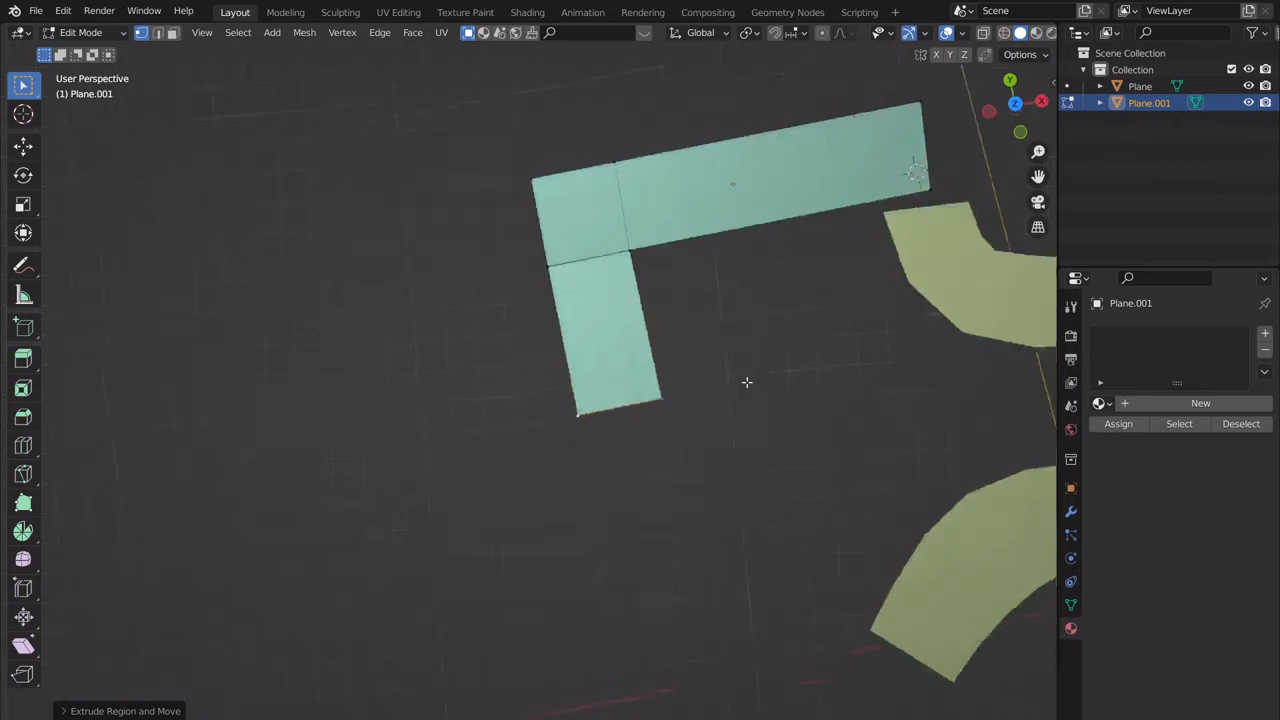 File Edit Render Window Help Layout Modeling Sculpting UV Editing Texture Paint Shading Animation Rendering Compositing Geometry Nodes Scripting + Scene ViewLayer
Edit Mode View Select Add Mesh Vertex Edge Face UV Global
X Y Z Options
User Perspective
(1) Plane.001
Scene Collection
Collection
Plane
Plane.001
Y
X
Z
Plane.001
New
Assign Select Deselect
Extrude Region and Move